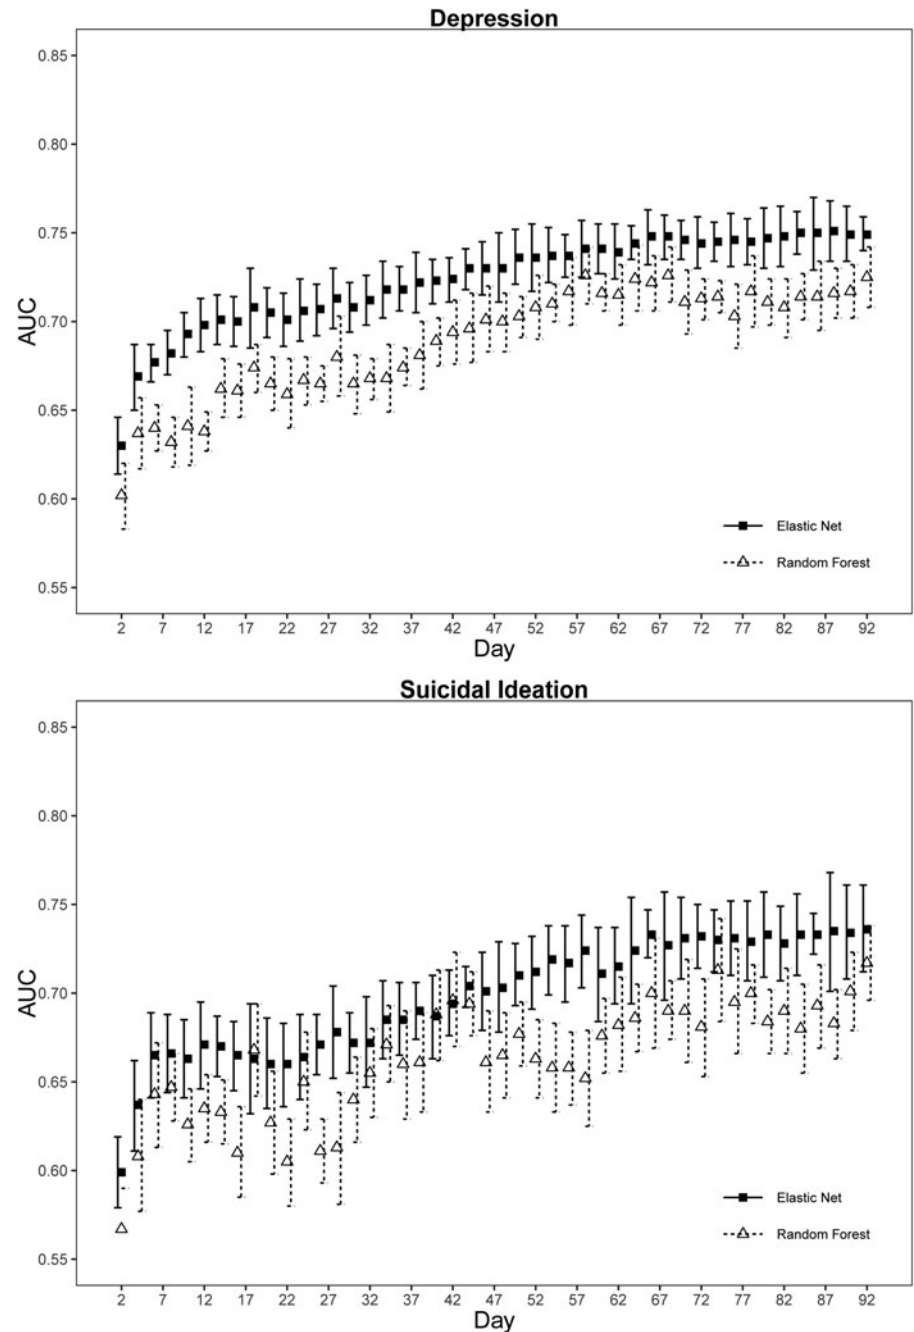 Depression
0.85
0.80
0.75
0.70
0.65
0.60
0.55
AUC
Elastic Net
Random Forest
2 7 12 17 22 27 32 37 42 47 52 57 62 67 72 77 82 87 92
Day
Suicidal Ideation
0.85
0.80
0.75
0.70
0.65
0.60
0.55
AUC
Elastic Net
Random Forest
2 7 12 17 22 27 32 37 42 47 52 57 62 67 72 77 82 87 92
Day